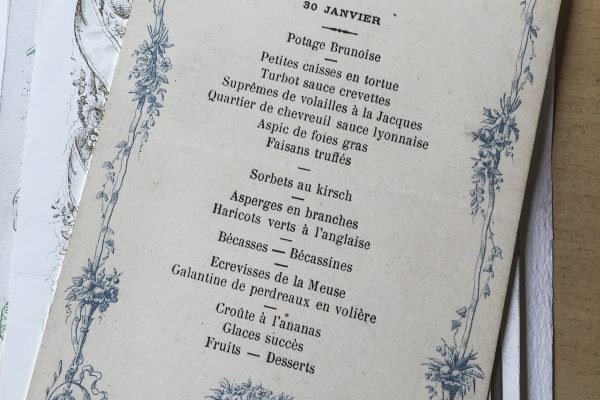 30 JANVIER
Potage Brunoise
Petites caisses en tortue
Turbot sauce crevettes
Suprêmes de volailles à la Jacques
Quartier de chevreuil sauce lyonnaise
Aspic de foies gras
Faisans truffés
Sorbets au kirsch
Asperges en branches
Haricots verts à l'anglaise
Bécasses — Bécassines
Ecrevisses de la Meuse
Galantine de perdreaux en volière
Croûte à l'ananas
Glaces succès
Fruits — Desserts